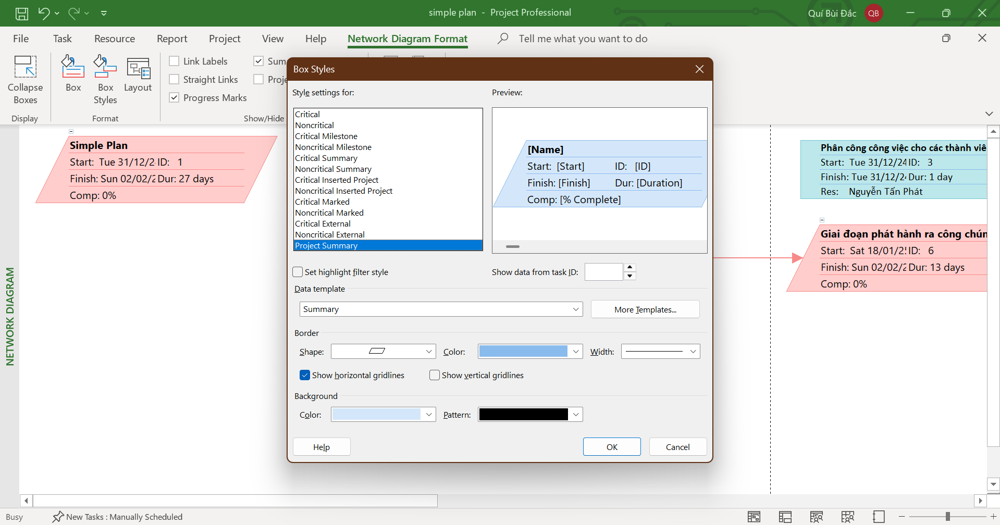 simple plan - Project Professional
Quí Bùi Đắc
QB
File
Task
Resource
Report
Project
View
Help
Network Diagram Format
Tell me what you want to do
Collapse Boxes
Box
Box Styles
Layout
Link Labels
Straight Links
Progress Marks
Display
Format
Show/Hide
Simple Plan
Start: Tue 31/12/2 ID: 1
Finish: Sun 02/02/2 Dur: 27 days
Comp: 0%
Box Styles
Style settings for:
Critical
Noncritical
Critical Milestone
Noncritical Milestone
Critical Summary
Noncritical Summary
Critical Inserted Project
Noncritical Inserted Project
Critical Marked
Noncritical Marked
Critical External
Noncritical External
Project Summary
Preview:
[Name]
Start: [Start] ID: [ID]
Finish: [Finish] Dur: [Duration]
Comp: [% Complete]
Set highlight filter style
Show data from task ID:
Data template
Summary
More Templates...
Border
Shape:
Color:
Width:
Show horizontal gridlines
Show vertical gridlines
Background
Color:
Pattern:
Help
OK
Cancel
Phân công công việc cho các thành viê
Start: Tue 31/12/24 ID: 3
Finish: Tue 31/12/24 Dur: 1 day
Res: Nguyễn Tấn Phát
Giai đoạn phát hành ra công chún
Start: Sat 18/01/25 ID: 6
Finish: Sun 02/02/2 Dur: 13 days
Comp: 0%
NETWORK DIAGRAM
Busy
New Tasks : Manually Scheduled